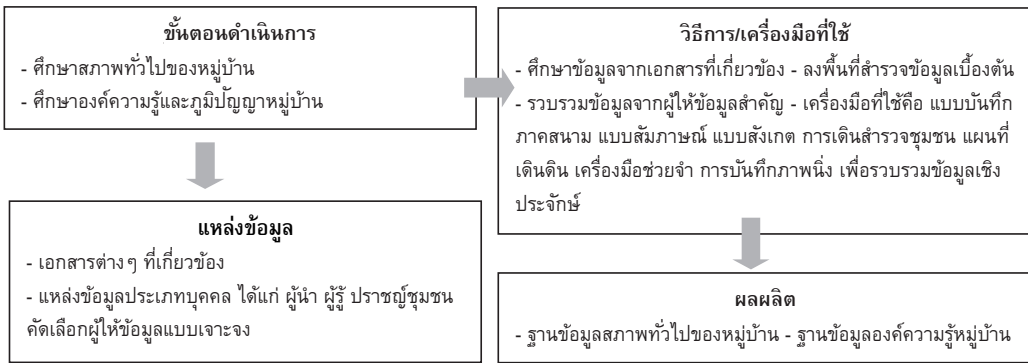 ขั้นตอนดำเนินการ
- ศึกษาสภาพทั่วไปของหมู่บ้าน
- ศึกษาองค์ความรู้และภูมิปัญญาหมู่บ้าน
วิธีการ/เครื่องมือที่ใช้
- ศึกษาข้อมูลจากเอกสารที่เกี่ยวข้อง - ลงพื้นที่สำรวจข้อมูลเบื้องต้น
- รวบรวมข้อมูลจากผู้ให้ข้อมูลสำคัญ - เครื่องมือที่ใช้คือ แบบบันทึก
ภาคสนาม แบบสัมภาษณ์ แบบสังเกต การเดินสำรวจชุมชน แผนที่
เดินดิน เครื่องมือช่วยจำ การบันทึกภาพนิ่ง เพื่อรวบรวมข้อมูลเชิง
ประจักษ์
แหล่งข้อมูล
- เอกสารต่างๆ ที่เกี่ยวข้อง
- แหล่งข้อมูลประเภทบุคคล ได้แก่ ผู้นำ ผู้รู้ ปราชญ์ชุมชน
คัดเลือกผู้ให้ข้อมูลแบบเจาะจง
ผลผลิต
- ฐานข้อมูลสภาพทั่วไปของหมู่บ้าน - ฐานข้อมูลองค์ความรู้หมู่บ้าน